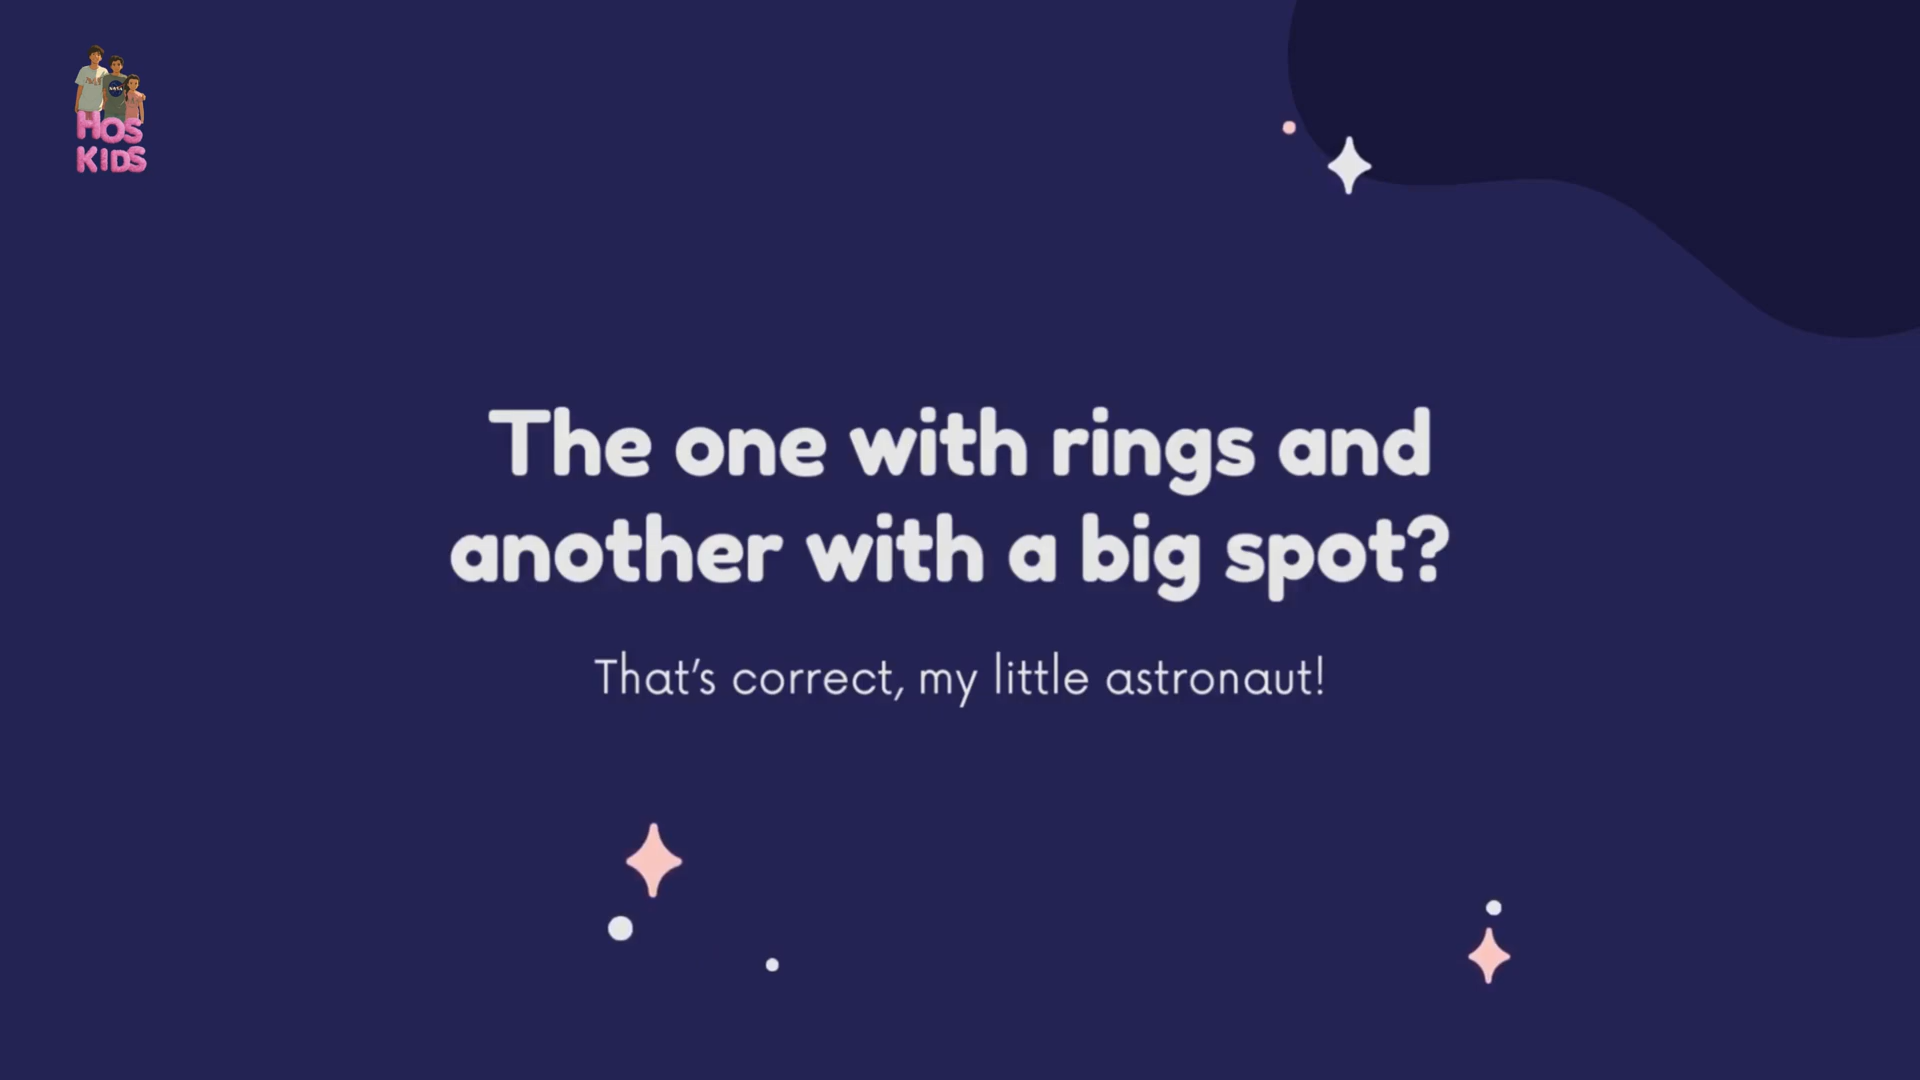 HOS
KIDS
The one with rings and
another with a big spot?
That's correct, my little astronaut!